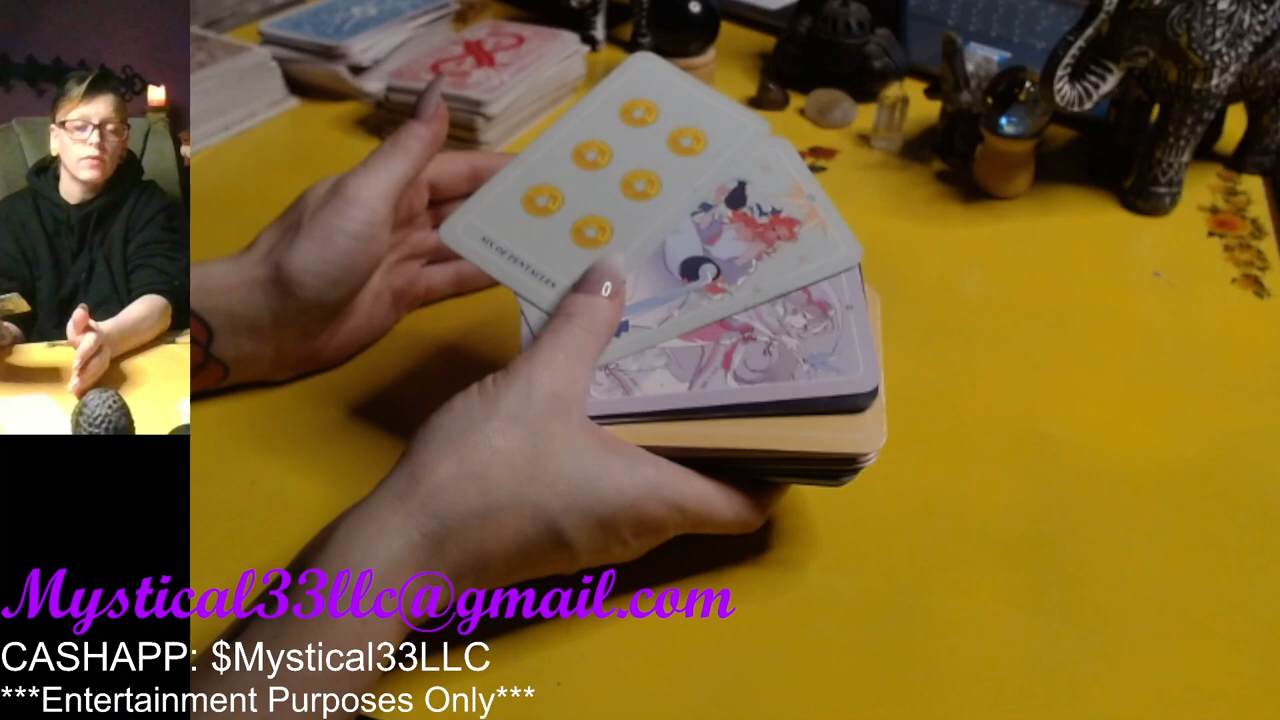 SIX OF PENTACLES
Mystical33llc@gmail.com
CASHAPP: $Mystical33LLC
***Entertainment Purposes Only***